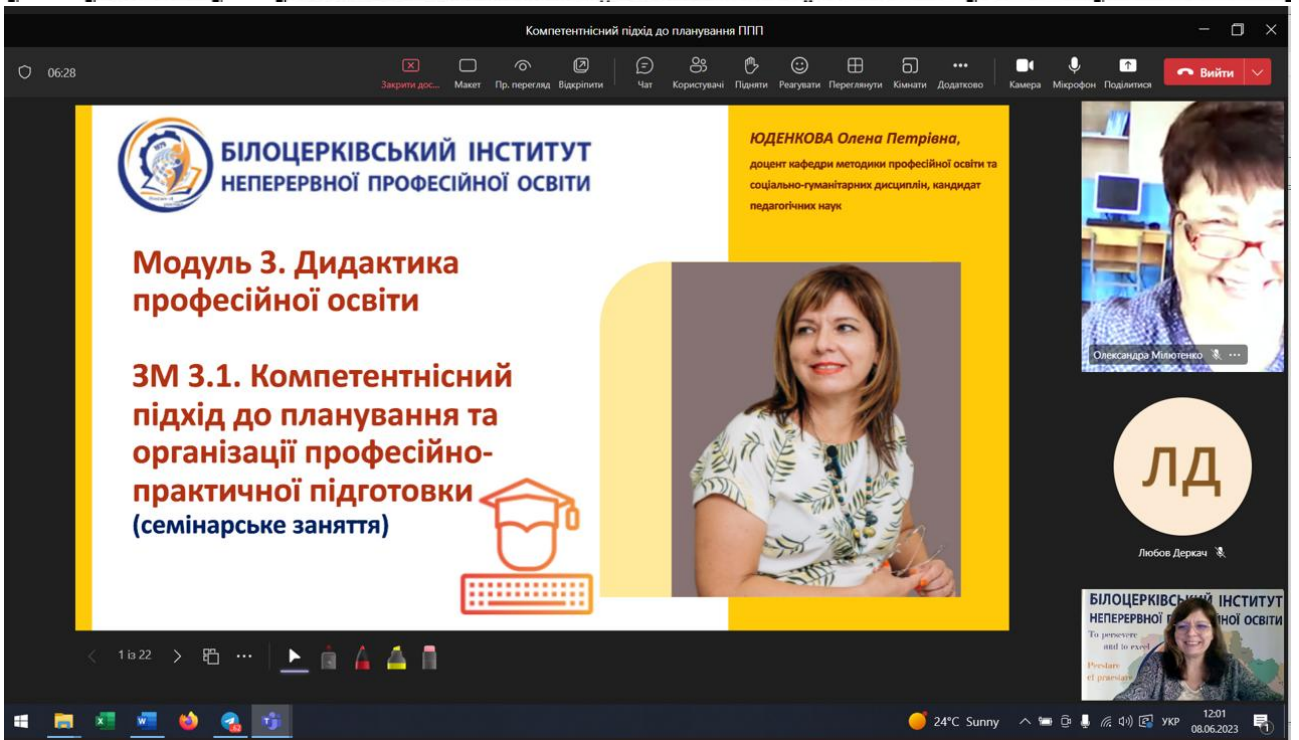 Компетентнісний підхід до планування ППП
06:28
Закрити дос...
Макет
Пр. перегляд
Відкріпити
Чат
Користувачі
Підняти
Реагувати
Переглянути
Кімнати
Додатково
Камера
Мікрофон
Поділитися
Вийти
БІЛОЦЕРКІВСЬКИЙ ІНСТИТУТ
НЕПЕРЕРВНОЇ ПРОФЕСІЙНОЇ ОСВІТИ
ЮДЕНКОВА Олена Петрівна,
доцент кафедри методики професійної освіти та
соціально-гуманітарних дисциплін, кандидат
педагогічних наук
Модуль 3. Дидактика
професійної освіти
ЗМ 3.1. Компетентнісний
підхід до планування та
організації професійно-
практичної підготовки
(семінарське заняття)
Олександра Мілютенко
ЛД
Любов Деркач
БІЛОЦЕРКІВСЬКИЙ ІНСТИТУТ
НЕПЕРЕРВНОЇ ОСВІТИ
To persevere
and to excel
Perstare
et praestare
1 із 22
24°C Sunny
УКР
12:01
08.06.2023